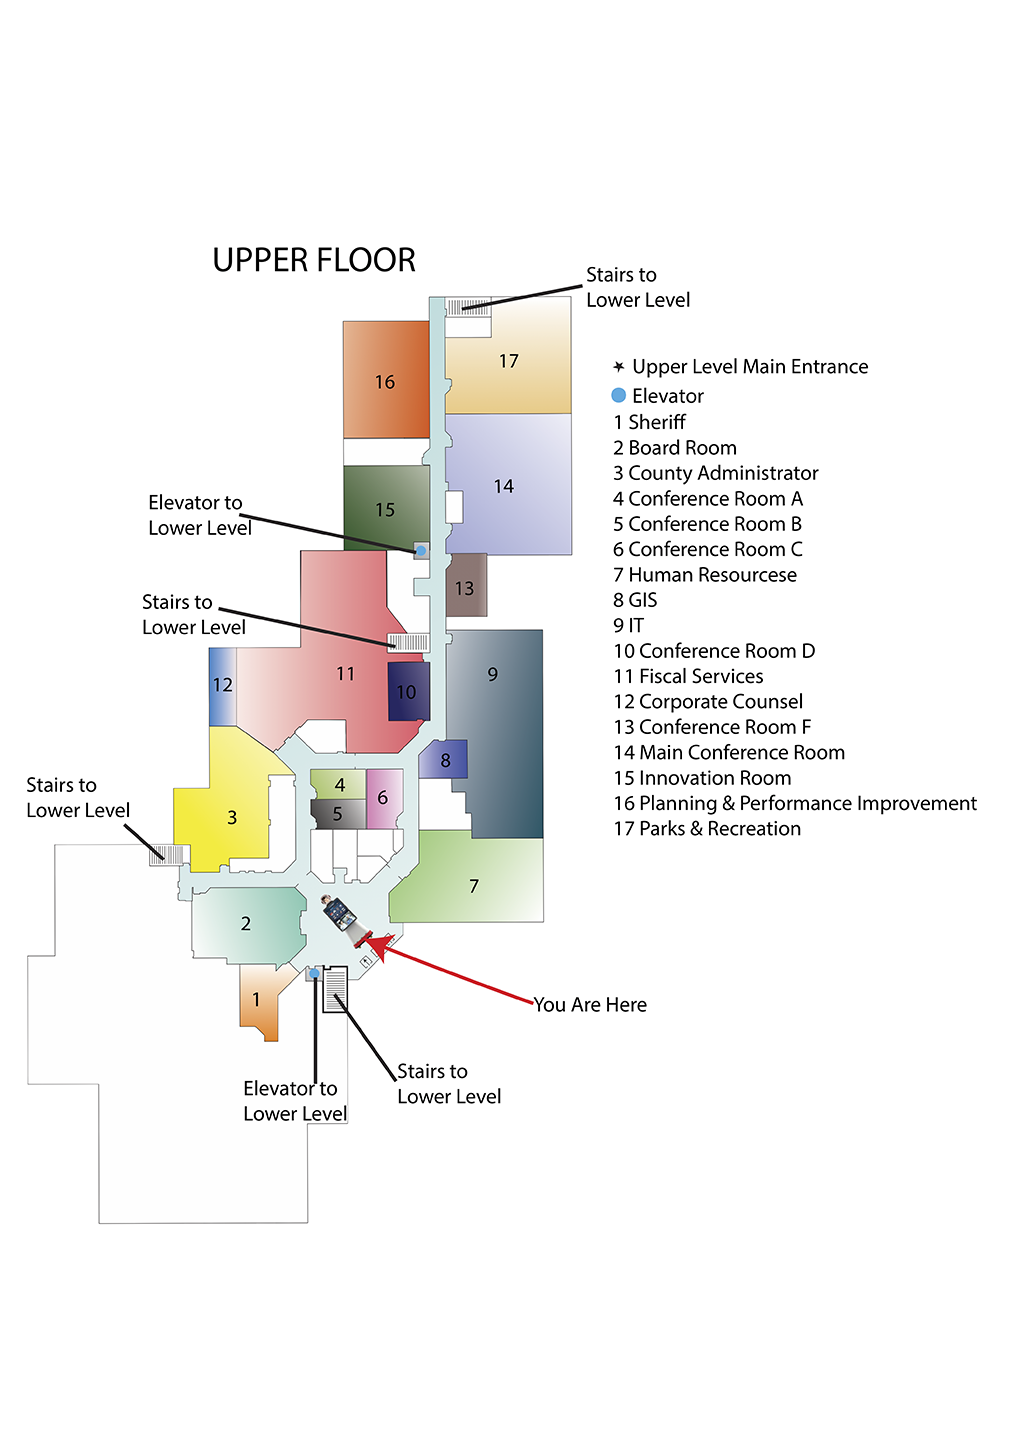 UPPER FLOOR
Stairs to
Lower Level
★ Upper Level Main Entrance
Elevator
1 Sheriff
2 Board Room
3 County Administrator
4 Conference Room A
5 Conference Room B
6 Conference Room C
7 Human Resourcese
8 GIS
9 IT
10 Conference Room D
11 Fiscal Services
12 Corporate Counsel
13 Conference Room F
14 Main Conference Room
15 Innovation Room
16 Planning & Performance Improvement
17 Parks & Recreation
17
16
14
15
Elevator to
Lower Level
13
Stairs to
Lower Level
11
12
10
9
8
4
6
5
3
Stairs to
Lower Level
7
2
1
You Are Here
Elevator to
Lower Level
Stairs to
Lower Level